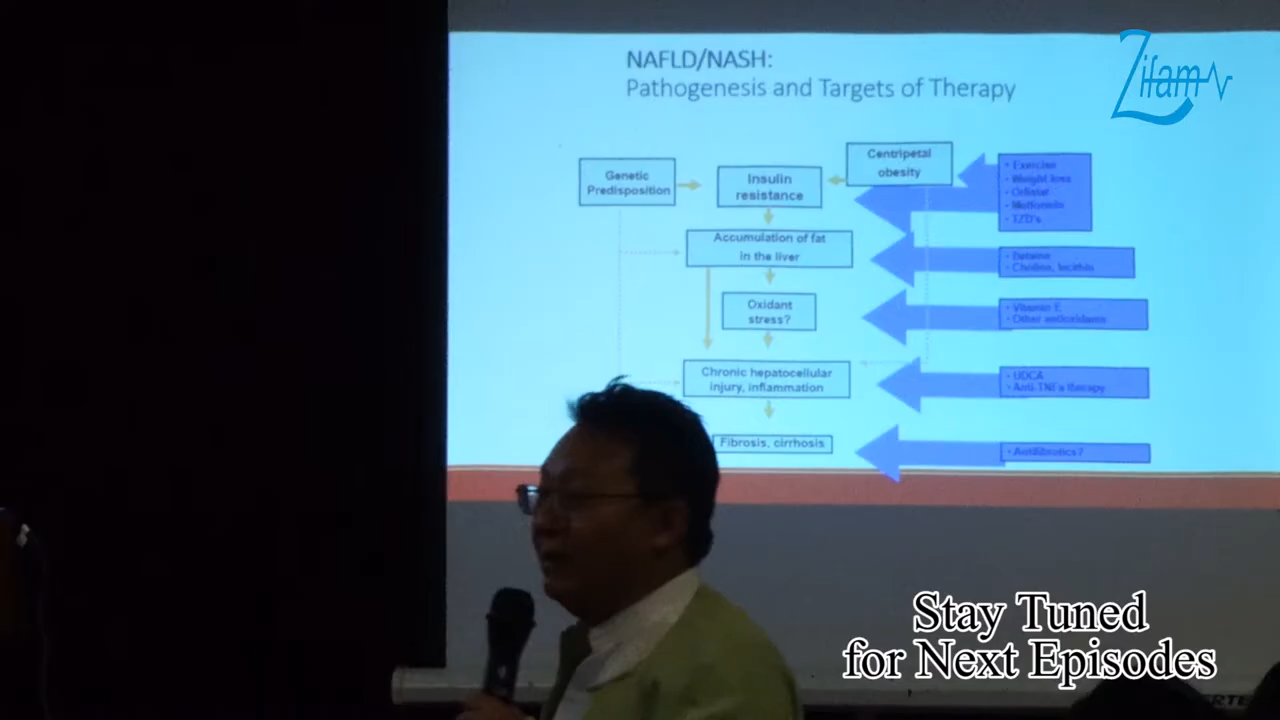 NAFLD/NASH:
Pathogenesis and Targets of Therapy
Zifam
Genetic
Predisposition
Insulin
resistance
Centripetal
obesity
• Exercise
• Weight loss
• Orlistat
• Metformin
• TZD's
Accumulation of fat
in the liver
• Betaine
• Choline, lecithin
Oxidant
stress?
• Vitamin E
• Other antioxidants
Chronic hepatocellular
injury, inflammation
• UDCA
• Anti-TNFα therapy
Fibrosis, cirrhosis
• Antifibrotics?
Stay Tuned
for Next Episodes